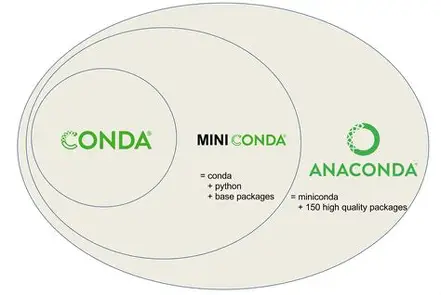 CONDA®
MINI CONDA®
= conda
+ python
+ base packages
ANACONDA®
= miniconda
+ 150 high quality packages